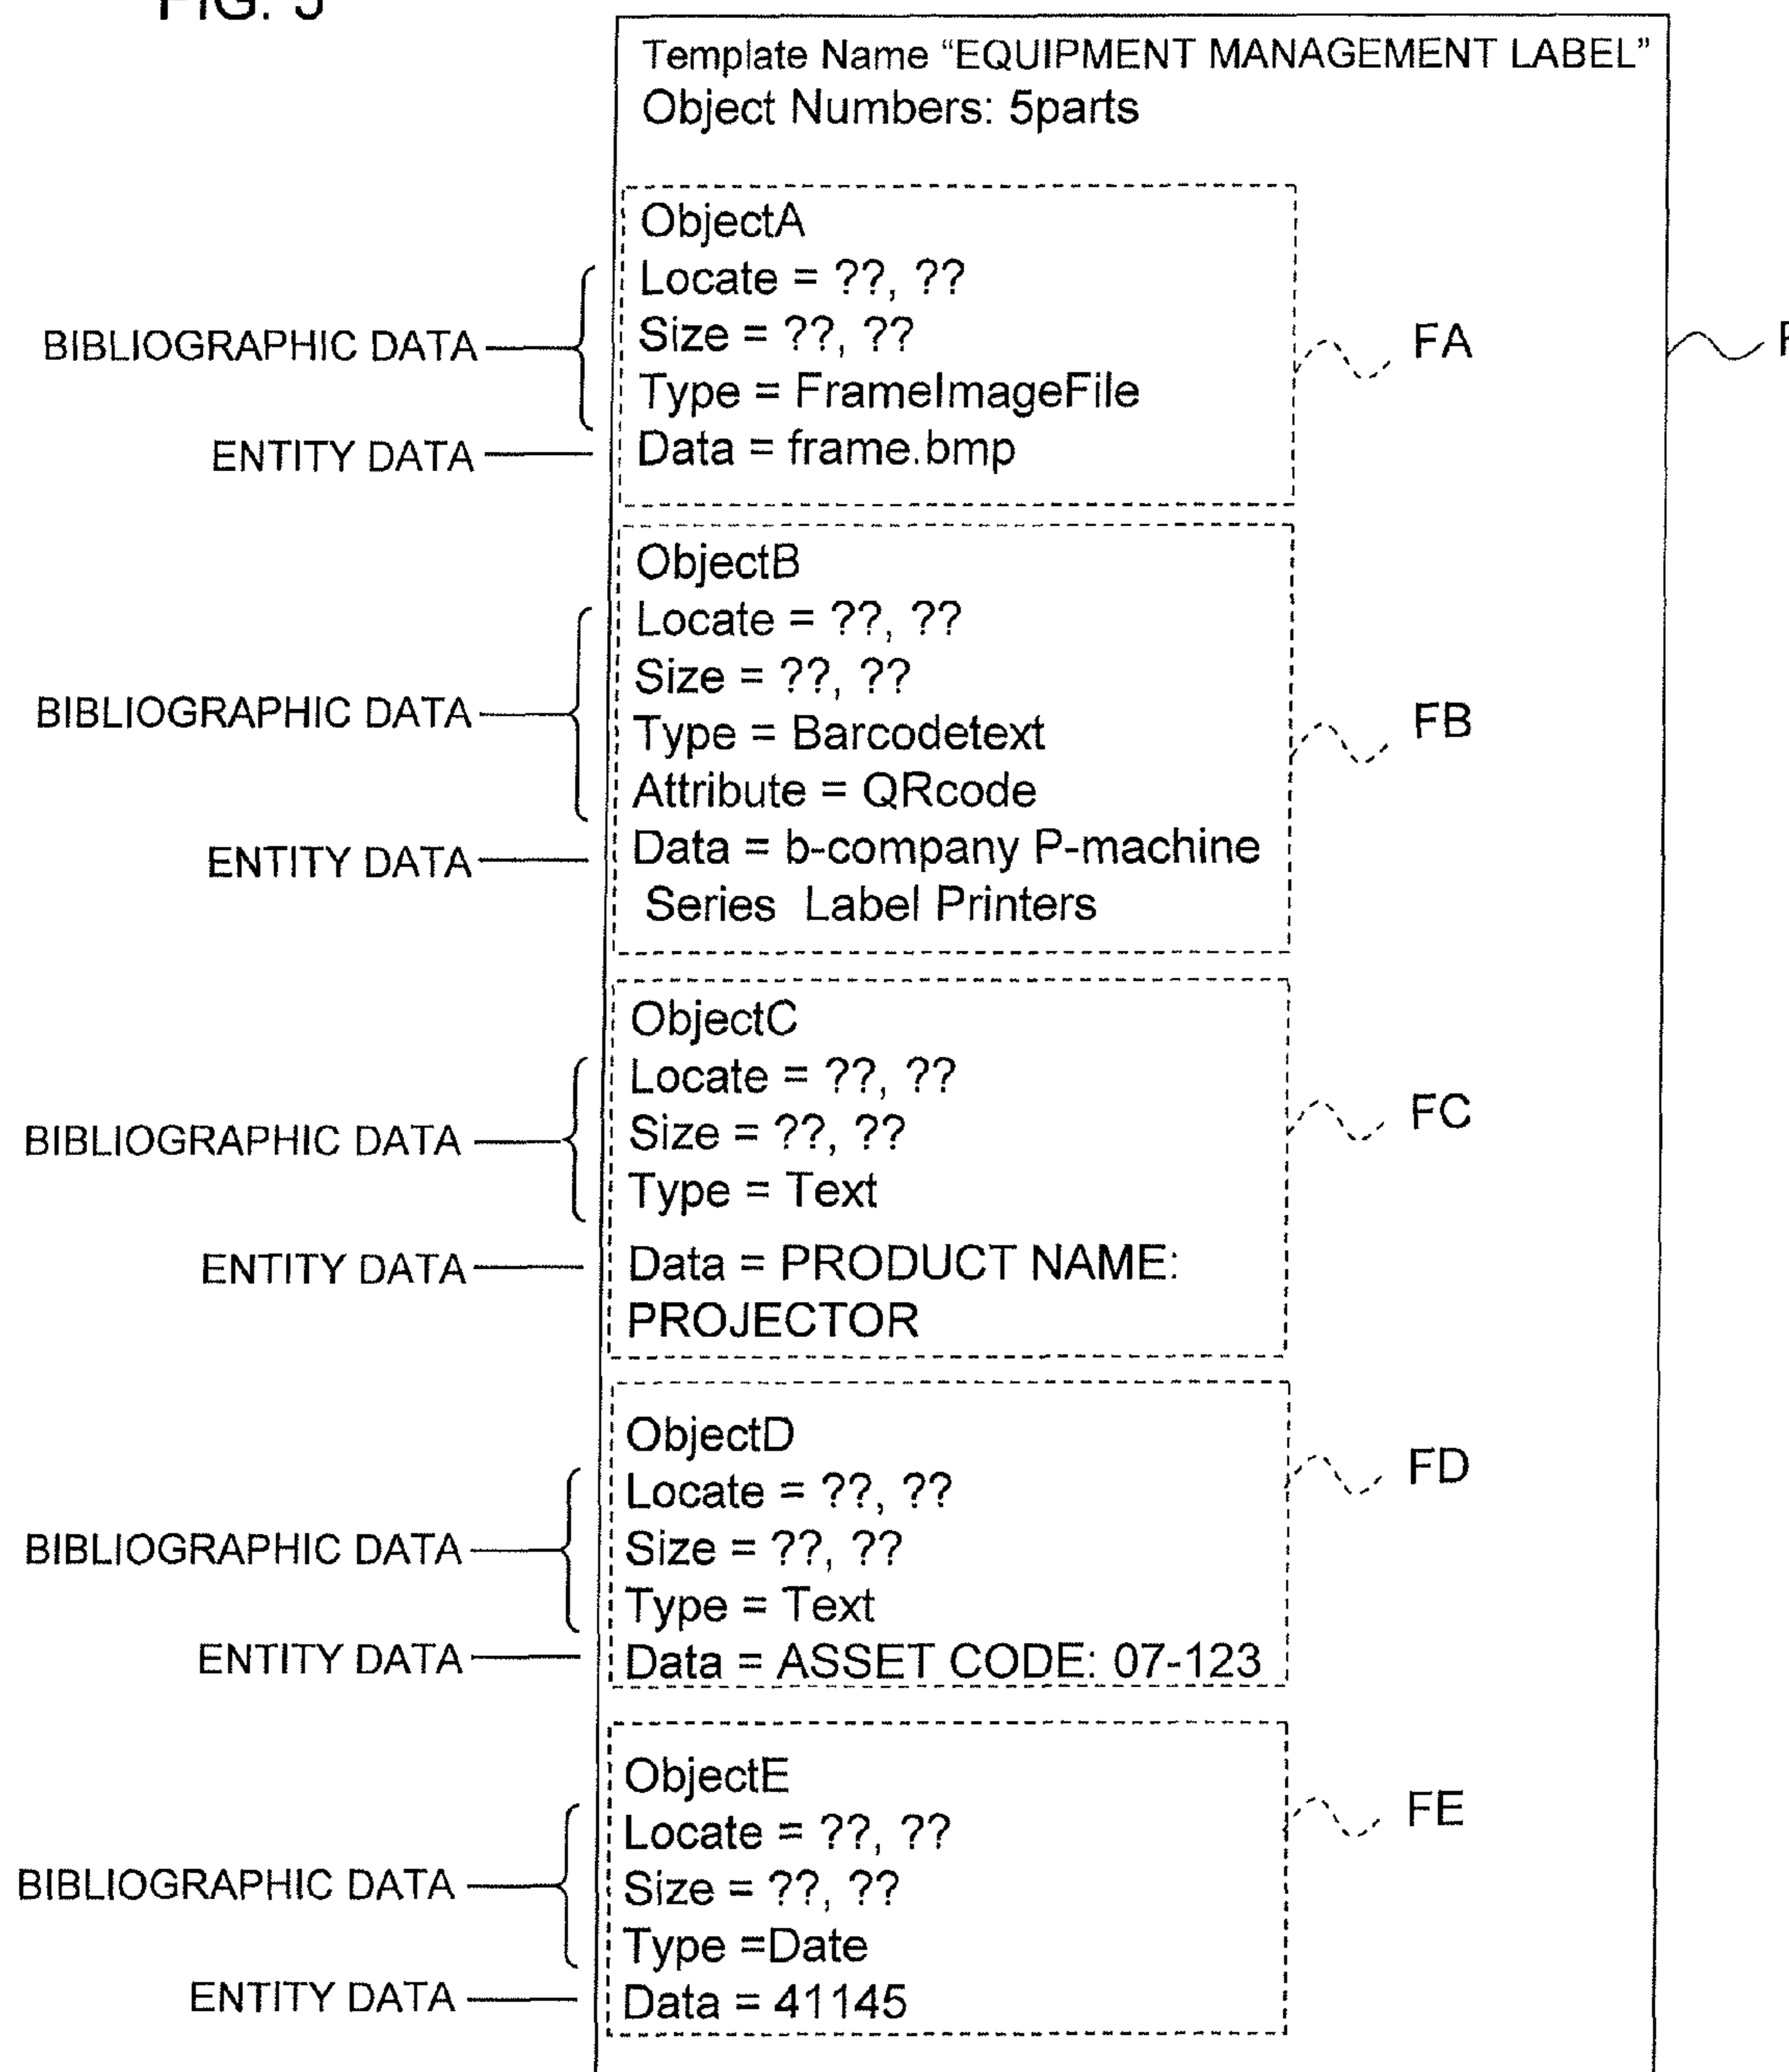 FIG. 5
Template Name “EQUIPMENT MANAGEMENT LABEL”
Object Numbers: 5parts
ObjectA
Locate = ??, ??
BIBLIOGRAPHIC DATA
Size = ??, ??
FA
Type = FrameImageFile
ENTITY DATA
Data = frame.bmp
ObjectB
Locate = ??, ??
Size = ??, ??
BIBLIOGRAPHIC DATA
Type = Barcodetext
FB
Attribute = QRcode
ENTITY DATA
Data = b-company P-machine
Series Label Printers
ObjectC
Locate = ??, ??
BIBLIOGRAPHIC DATA
Size = ??, ??
FC
Type = Text
ENTITY DATA
Data = PRODUCT NAME:
PROJECTOR
ObjectD
Locate = ??, ??
FD
BIBLIOGRAPHIC DATA
Size = ??, ??
Type = Text
ENTITY DATA
Data = ASSET CODE: 07-123
ObjectE
Locate = ??, ??
FE
BIBLIOGRAPHIC DATA
Size = ??, ??
Type =Date
ENTITY DATA
Data = 41145